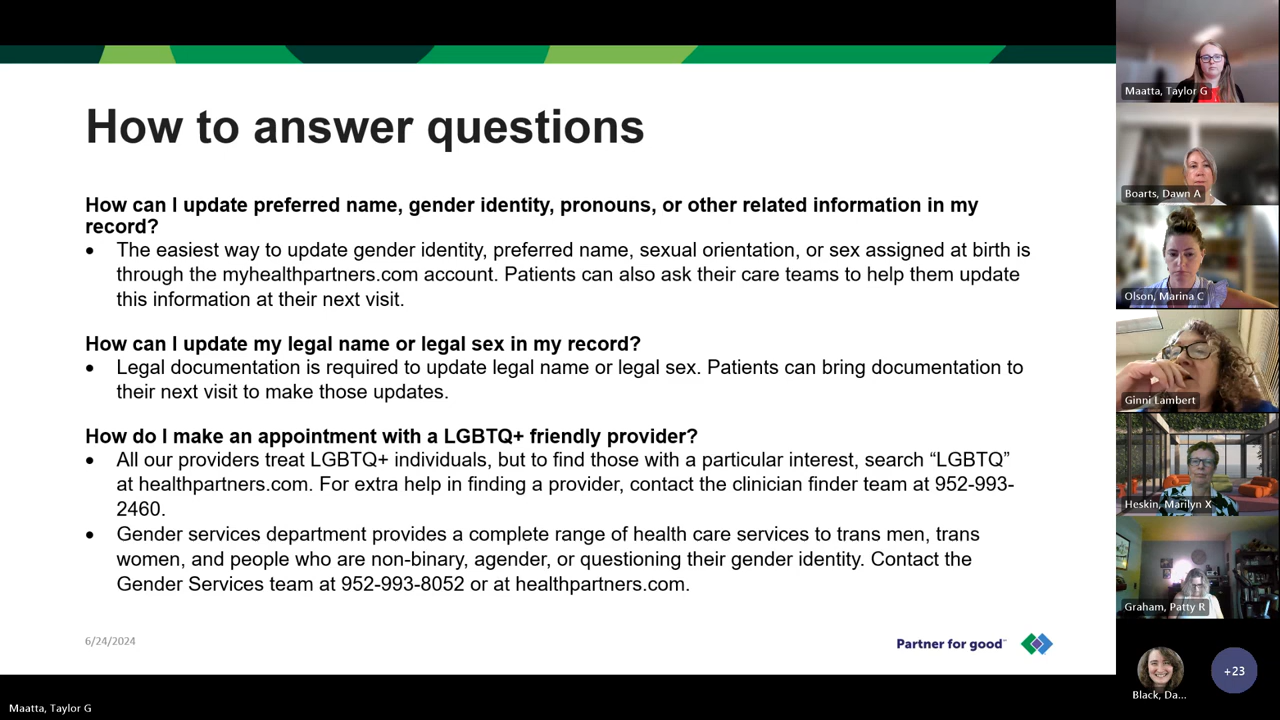 How to answer questions
How can I update preferred name, gender identity, pronouns, or other related information in my
record?
• The easiest way to update gender identity, preferred name, sexual orientation, or sex assigned at birth is
through the myhealthpartners.com account. Patients can also ask their care teams to help them update
this information at their next visit.
How can I update my legal name or legal sex in my record?
• Legal documentation is required to update legal name or legal sex. Patients can bring documentation to
their next visit to make those updates.
How do I make an appointment with a LGBTQ+ friendly provider?
• All our providers treat LGBTQ+ individuals, but to find those with a particular interest, search “LGBTQ”
at healthpartners.com. For extra help in finding a provider, contact the clinician finder team at 952-993-
2460.
• Gender services department provides a complete range of health care services to trans men, trans
women, and people who are non-binary, agender, or questioning their gender identity. Contact the
Gender Services team at 952-993-8052 or at healthpartners.com.
6/24/2024
Partner for good
Maatta, Taylor G
Maatta, Taylor G
Boarts, Dawn A
Olson, Marina C
Ginni Lambert
Heskin, Marilyn X
Graham, Patty R
Black, Da...
+23